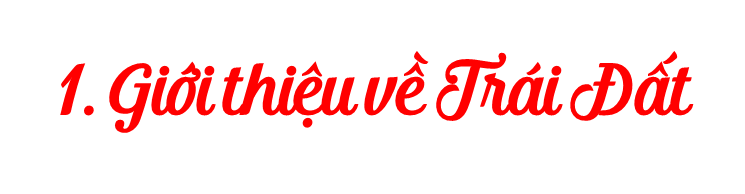 1. Giới thiệu về Trái Đất